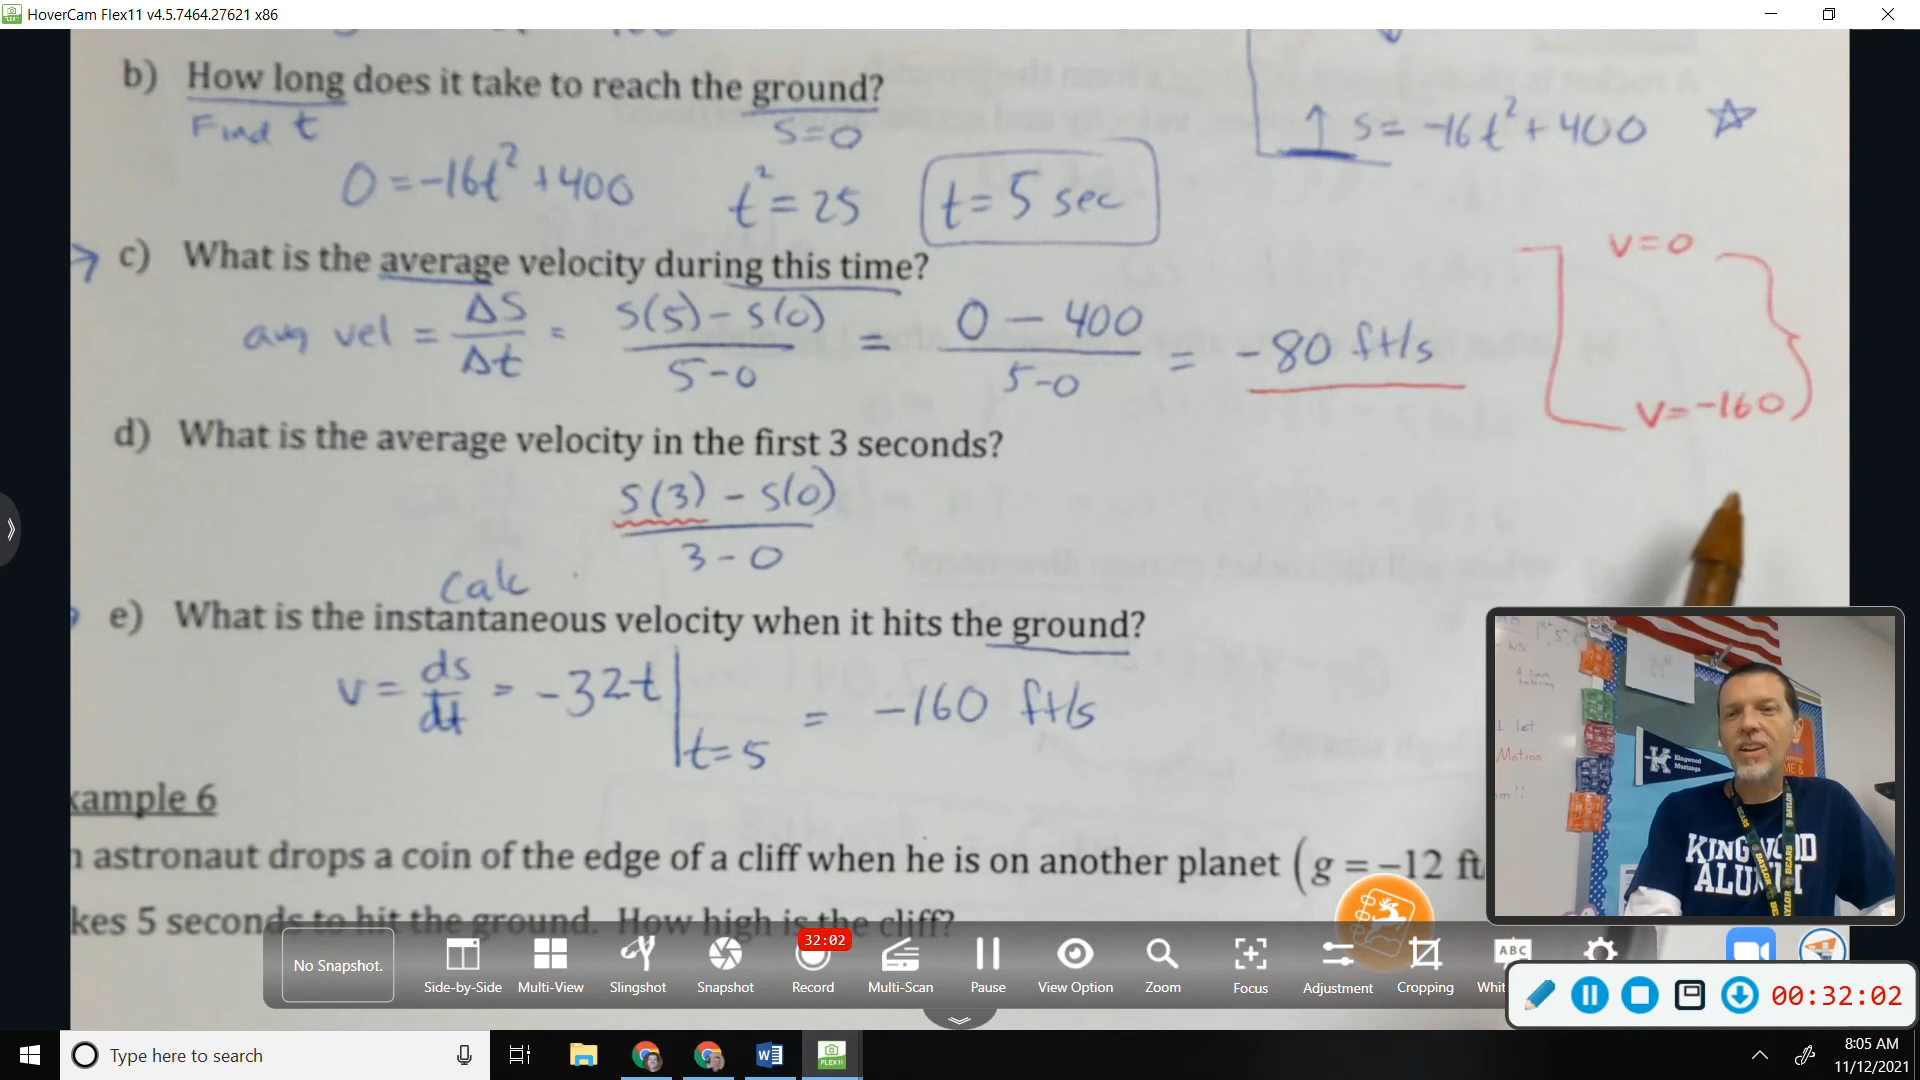 HoverCam Flex11 v4.5.7464.27621 x86
b) How long does it take to reach the ground?
Find t
s=0
↑ s= -16t²+400 ☆
0 = -16t² +400 t² = 25 t= 5 sec
c) What is the average velocity during this time?
v=0
avg vel = ΔS/Δt = s(5)-s(0)/5-0 = 0-400/5-0 = -80 ft/s
v=-160
d) What is the average velocity in the first 3 seconds?
s(3) - s(0)
3-0
Calc
e) What is the instantaneous velocity when it hits the ground?
v = ds/dt = -32t |t=5 = -160 ft/s
xample 6
n astronaut drops a coin of the edge of a cliff when he is on another planet (g = −12 ft
kes 5 seconds to hit the ground. How high is the cliff?
Motion
Kingwood
Mustangs
KINGWOOD
ALUMNI
BAYLOR
BEARS
No Snapshot.
32:02
Side-by-Side
Multi-View
Slingshot
Snapshot
Record
Multi-Scan
Pause
View Option
Zoom
Focus
Adjustment
Cropping
ABC
Whit
00:32:02
Type here to search
FLEX11
8:05 AM
11/12/2021